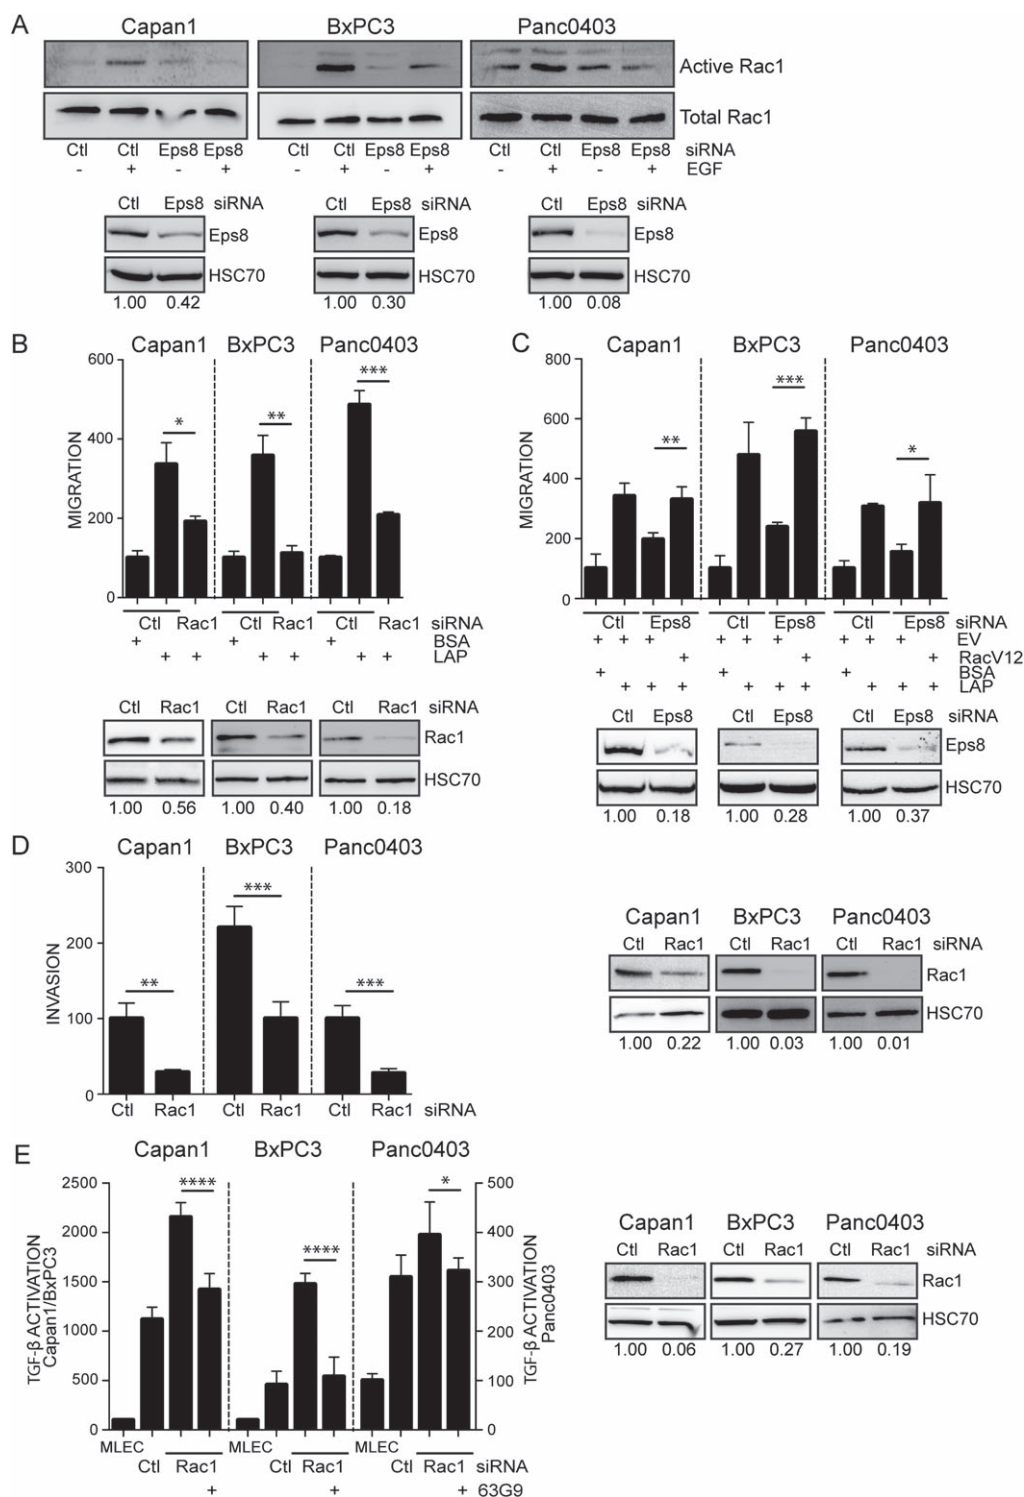 A
Capan1 BxPC3 Panc0403
Active Rac1
Total Rac1
Ctl Ctl Eps8 Eps8 Ctl Ctl Eps8 Eps8 Ctl Ctl Eps8 Eps8 siRNA
- + - + - + - + - + - + EGF
Ctl Eps8 siRNA Ctl Eps8 siRNA Ctl Eps8 siRNA
Eps8 Eps8 Eps8
HSC70 HSC70 HSC70
1.00 0.42 1.00 0.30 1.00 0.08
B
Capan1 BxPC3 Panc0403
MIGRATION
600
400
200
0
* ** ***
Ctl Rac1 Ctl Rac1 Ctl Rac1 siRNA
+ + + BSA
+ + + + + + LAP
Ctl Rac1 Ctl Rac1 Ctl Rac1 siRNA
Rac1
HSC70
1.00 0.56 1.00 0.40 1.00 0.18
C
Capan1 BxPC3 Panc0403
MIGRATION
800
600
400
200
0
** *** *
Ctl Eps8 Ctl Eps8 Ctl Eps8 siRNA
+ + + + + + + + + EV
+ + + RacV12
+ + + BSA
+ + + + + + + + + LAP
Ctl Eps8 Ctl Eps8 Ctl Eps8 siRNA
Eps8
HSC70
1.00 0.18 1.00 0.28 1.00 0.37
D
Capan1 BxPC3 Panc0403
INVASION
300
200
100
0
** *** ***
Ctl Rac1 Ctl Rac1 Ctl Rac1 siRNA
Capan1 BxPC3 Panc0403
Ctl Rac1 Ctl Rac1 Ctl Rac1 siRNA
Rac1
HSC70
1.00 0.22 1.00 0.03 1.00 0.01
E
Capan1 BxPC3 Panc0403
TGF-β ACTIVATION
Capan1/BxPC3
2500
2000
1500
1000
500
0
**** **** *
500
400
300
200
100
0
TGF-β ACTIVATION
Panc0403
MLEC MLEC MLEC
Ctl Rac1 Ctl Rac1 Ctl Rac1 siRNA
+ + + 63G9
Capan1 BxPC3 Panc0403
Ctl Rac1 Ctl Rac1 Ctl Rac1 siRNA
Rac1
HSC70
1.00 0.06 1.00 0.27 1.00 0.19